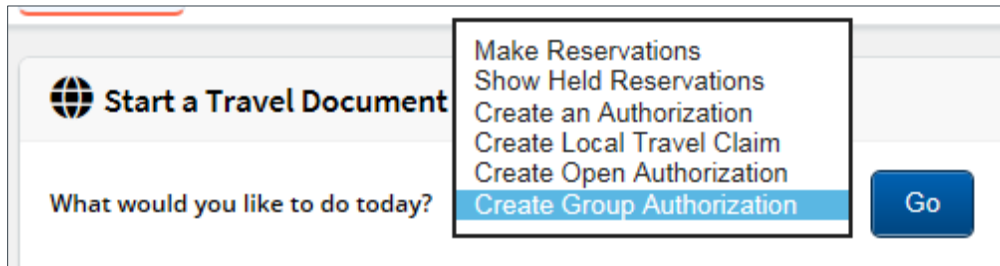 Make Reservations
Show Held Reservations
Start a Travel Document
Create an Authorization
Create Local Travel Claim
Create Open Authorization
What would you like to do today?
Create Group Authorization
Go